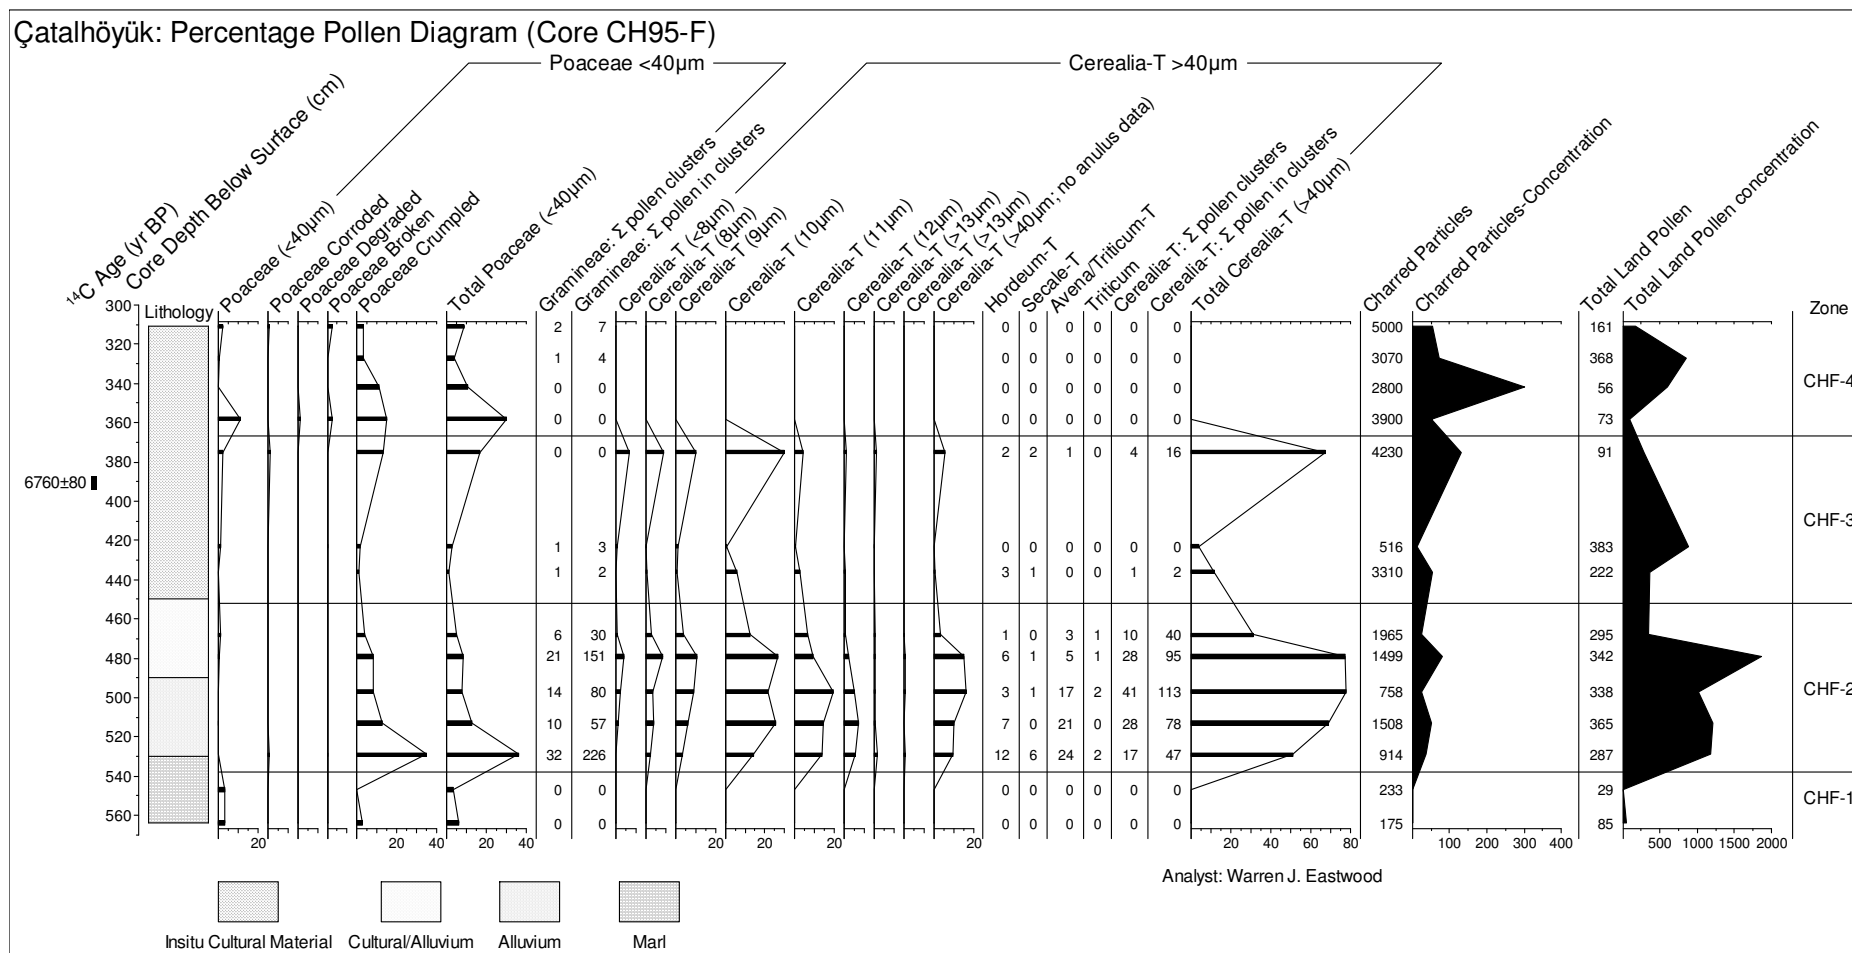 Çatalhöyük: Percentage Pollen Diagram (Core CH95-F)
Poaceae <40µm
Cerealia-T >40µm
¹⁴C Age (yr BP)
Core Depth Below Surface (cm)
Lithology
Poaceae (<40µm)
Poaceae Corroded
Poaceae Degraded
Poaceae Broken
Poaceae Crumpled
Total Poaceae (<40µm)
Gramineae: Σ pollen clusters
Gramineae: Σ pollen in clusters
Cerealia-T (<8µm)
Cerealia-T (8µm)
Cerealia-T (9µm)
Cerealia-T (10µm)
Cerealia-T (11µm)
Cerealia-T (12µm)
Cerealia-T (>13µm)
Cerealia-T (>13µm)
Cerealia-T (>40µm; no anulus data)
Hordeum-T
Secale-T
Avena/Triticum-T
Triticum
Cerealia-T: Σ pollen clusters
Cerealia-T: Σ pollen in clusters
Total Cerealia-T (>40µm)
Charred Particles
Charred Particles-Concentration
Total Land Pollen
Total Land Pollen concentration
Zone
300
320
340
360
380
400
420
440
460
480
500
520
540
560
6760±80
2 7 0 0 0 0 0 0 5000 161
1 4 0 0 0 0 0 0 3070 368
0 0 0 0 0 0 0 0 2800 56
0 0 0 0 0 0 0 0 3900 73
0 0 2 2 1 0 4 16 4230 91
1 3 0 0 0 0 0 0 516 383
1 2 3 1 0 0 1 2 3310 222
6 30 1 0 3 1 10 40 1965 295
21 151 6 1 5 1 28 95 1499 342
14 80 3 1 17 2 41 113 758 338
10 57 7 0 21 0 28 78 1508 365
32 226 12 6 24 2 17 47 914 287
0 0 0 0 0 0 0 0 233 29
0 0 0 0 0 0 0 0 175 85
CHF-4
CHF-3
CHF-2
CHF-1
20 20 40 20 40 20 20 20 20 20 40 60 80 100 200 300 400 500 1000 1500 2000
Analyst: Warren J. Eastwood
Insitu Cultural Material Cultural/Alluvium Alluvium Marl